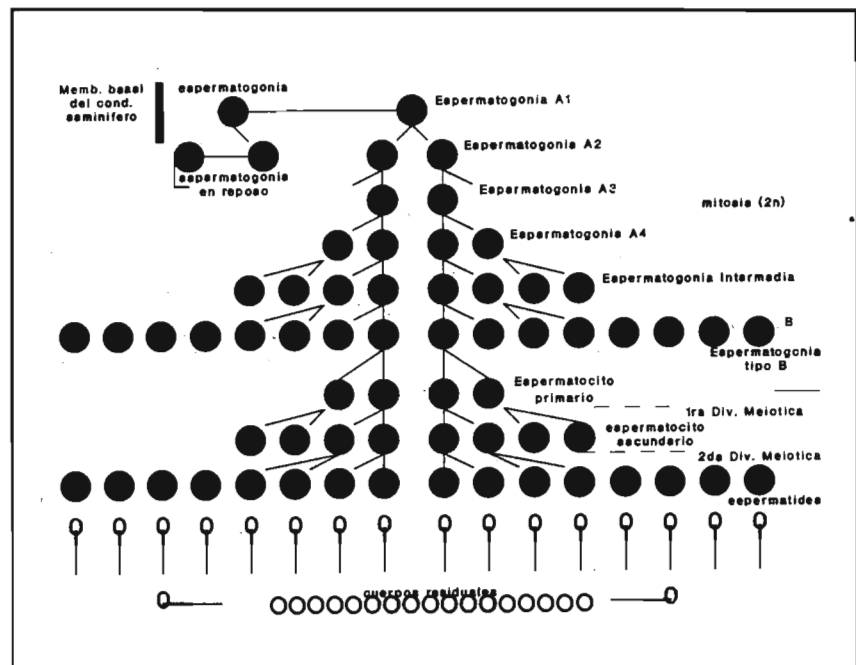 Memb. basal
del cond.
seminifero
espermatogonia
Espermatogonia A1
Espermatogonia A2
espermatogonia
en reposo
Espermatogonia A3
mitosis (2n)
Espermatogonia A4
Espermatogonia Intermedia
B
Espermatogonia
tipo B
Espermatocito
primario
1ra Div. Meiotica
espermatocito
secundario
2da Div. Meiotica
espermatides
cuerpos residuales